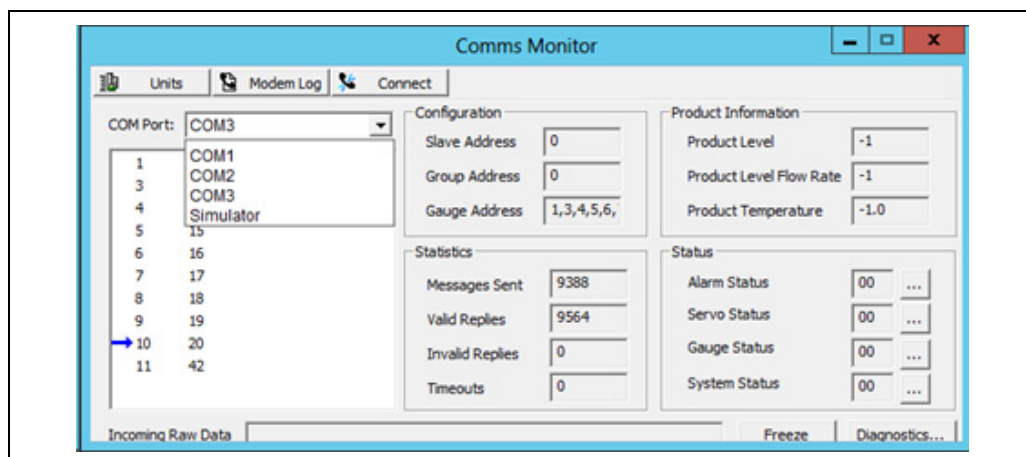 Comms Monitor
Units Modem Log Connect
COM Port: COM3
COM1
COM2
COM3
Simulator
1
3
4
5 15
6 16
7 17
8 18
9 19
10 20
11 42
Configuration
Slave Address 0
Group Address 0
Gauge Address 1,3,4,5,6,
Product Information
Product Level -1
Product Level Flow Rate -1
Product Temperature -1.0
Statistics
Messages Sent 9388
Valid Replies 9564
Invalid Replies 0
Timeouts 0
Status
Alarm Status 00 ...
Servo Status 00 ...
Gauge Status 00 ...
System Status 00 ...
Incoming Raw Data Freeze Diagnostics...